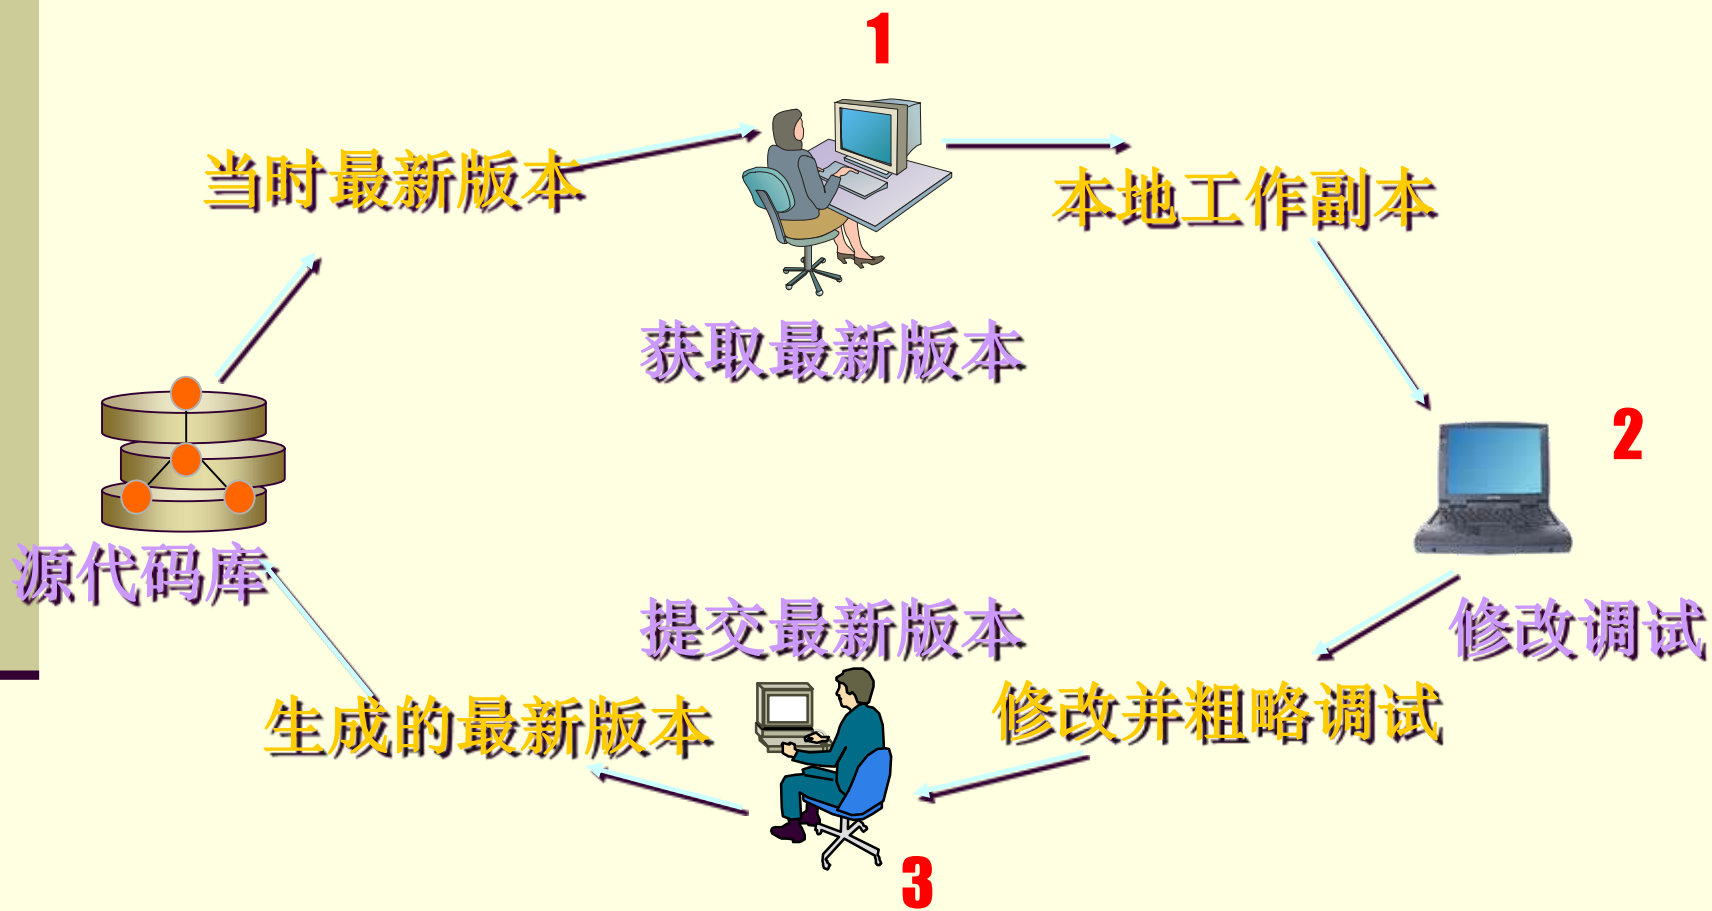 1
当时最新版本
本地工作副本
获取最新版本
2
源代码库
提交最新版本
修改调试
生成的最新版本
修改并粗略调试
3